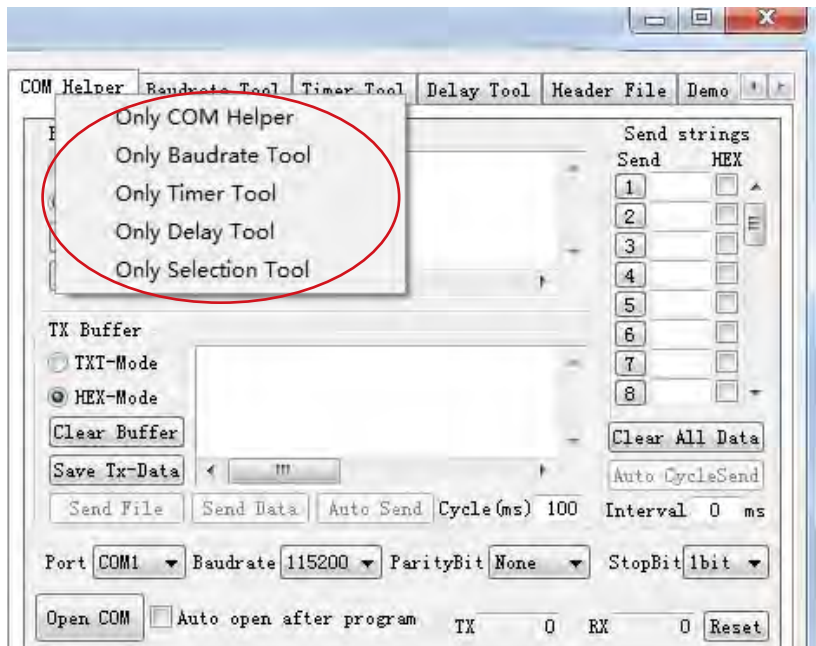 COM Helper Baudrate Tool Timer Tool Delay Tool Header File Demo
Only COM Helper
Only Baudrate Tool
Only Timer Tool
Only Delay Tool
Only Selection Tool
Send strings
Send HEX
1
2
3
4
5
6
7
8
TX Buffer
TXT-Mode
HEX-Mode
Clear Buffer
Save Tx-Data
Clear All Data
Auto CycleSend
Send File Send Data Auto Send Cycle(ms) 100 Interval 0 ms
Port COM1 Baudrate 115200 ParityBit None StopBit 1bit
Open COM Auto open after program TX 0 RX 0 Reset